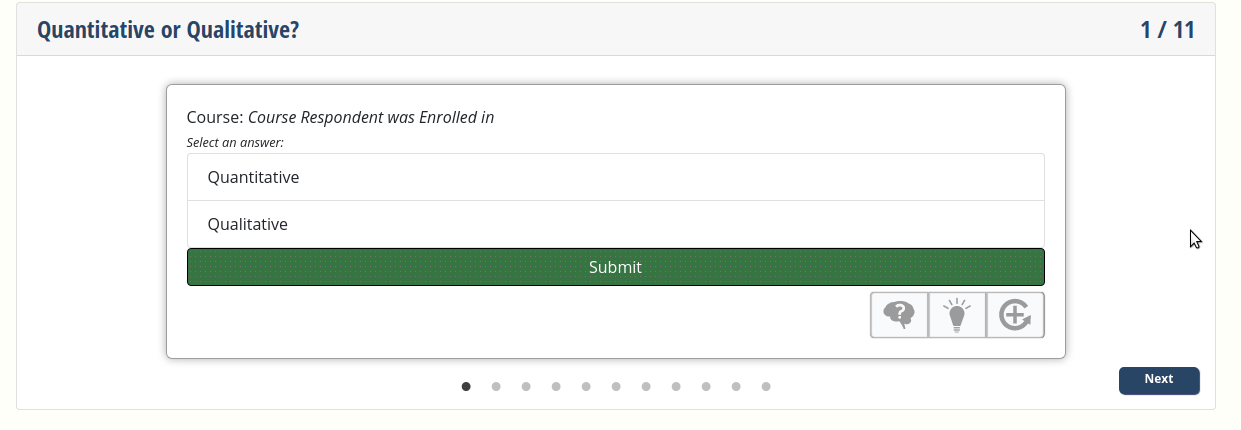 Quantitative or Qualitative?
1 / 11
Course: Course Respondent was Enrolled in
Select an answer:
Quantitative
Qualitative
Submit
?
Next